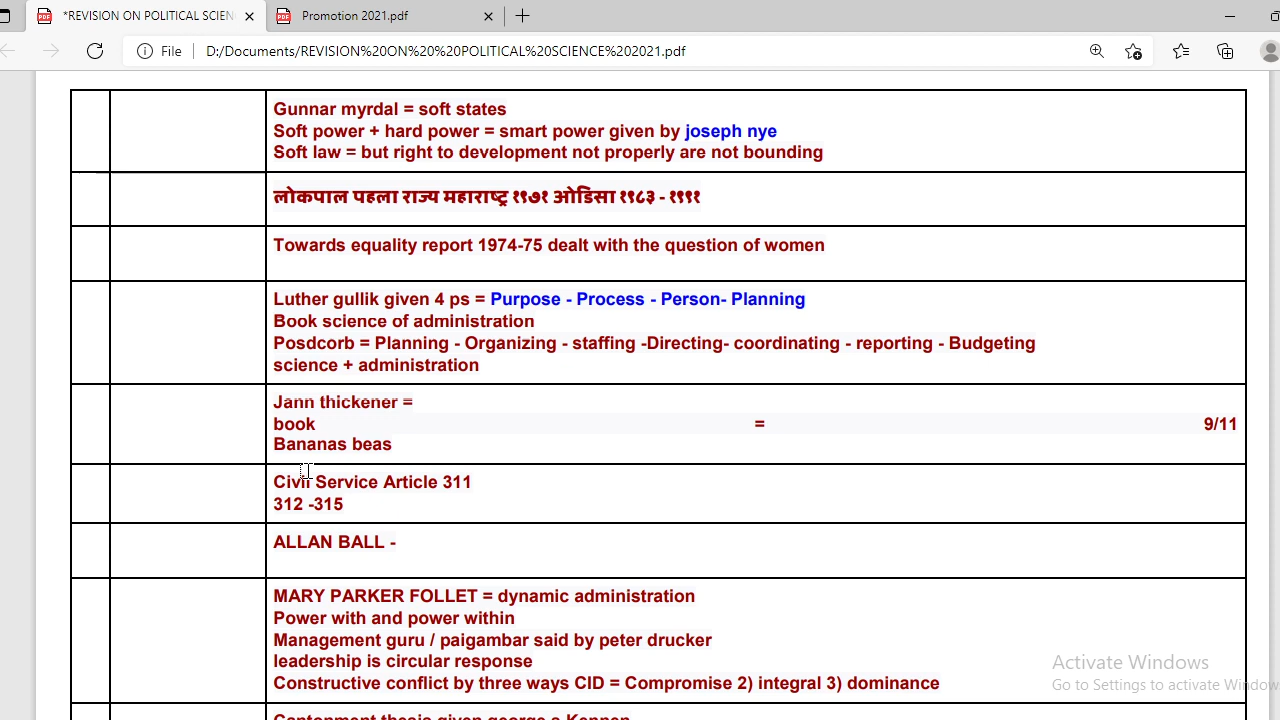 *REVISION ON POLITICAL SCIEN
Promotion 2021.pdf
File
D:/Documents/REVISION%20ON%20%20POLITICAL%20SCIENCE%202021.pdf
Gunnar myrdal = soft states
Soft power + hard power = smart power given by joseph nye
Soft law = but right to development not properly are not bounding
लोकपाल पहला राज्य महाराष्ट्र १९७१ ओडिसा १९८३ - १९९१
Towards equality report 1974-75 dealt with the question of women
Luther gullik given 4 ps = Purpose - Process - Person- Planning
Book science of administration
Posdcorb = Planning - Organizing - staffing -Directing- coordinating - reporting - Budgeting
science + administration
Jann thickener =
book = 9/11
Bananas beas
Civil Service Article 311
312 -315
ALLAN BALL -
MARY PARKER FOLLET = dynamic administration
Power with and power within
Management guru / paigambar said by peter drucker
leadership is circular response
Constructive conflict by three ways CID = Compromise 2) integral 3) dominance
Cantonment thesis given george a Kennen
Activate Windows
Go to Settings to activate Window